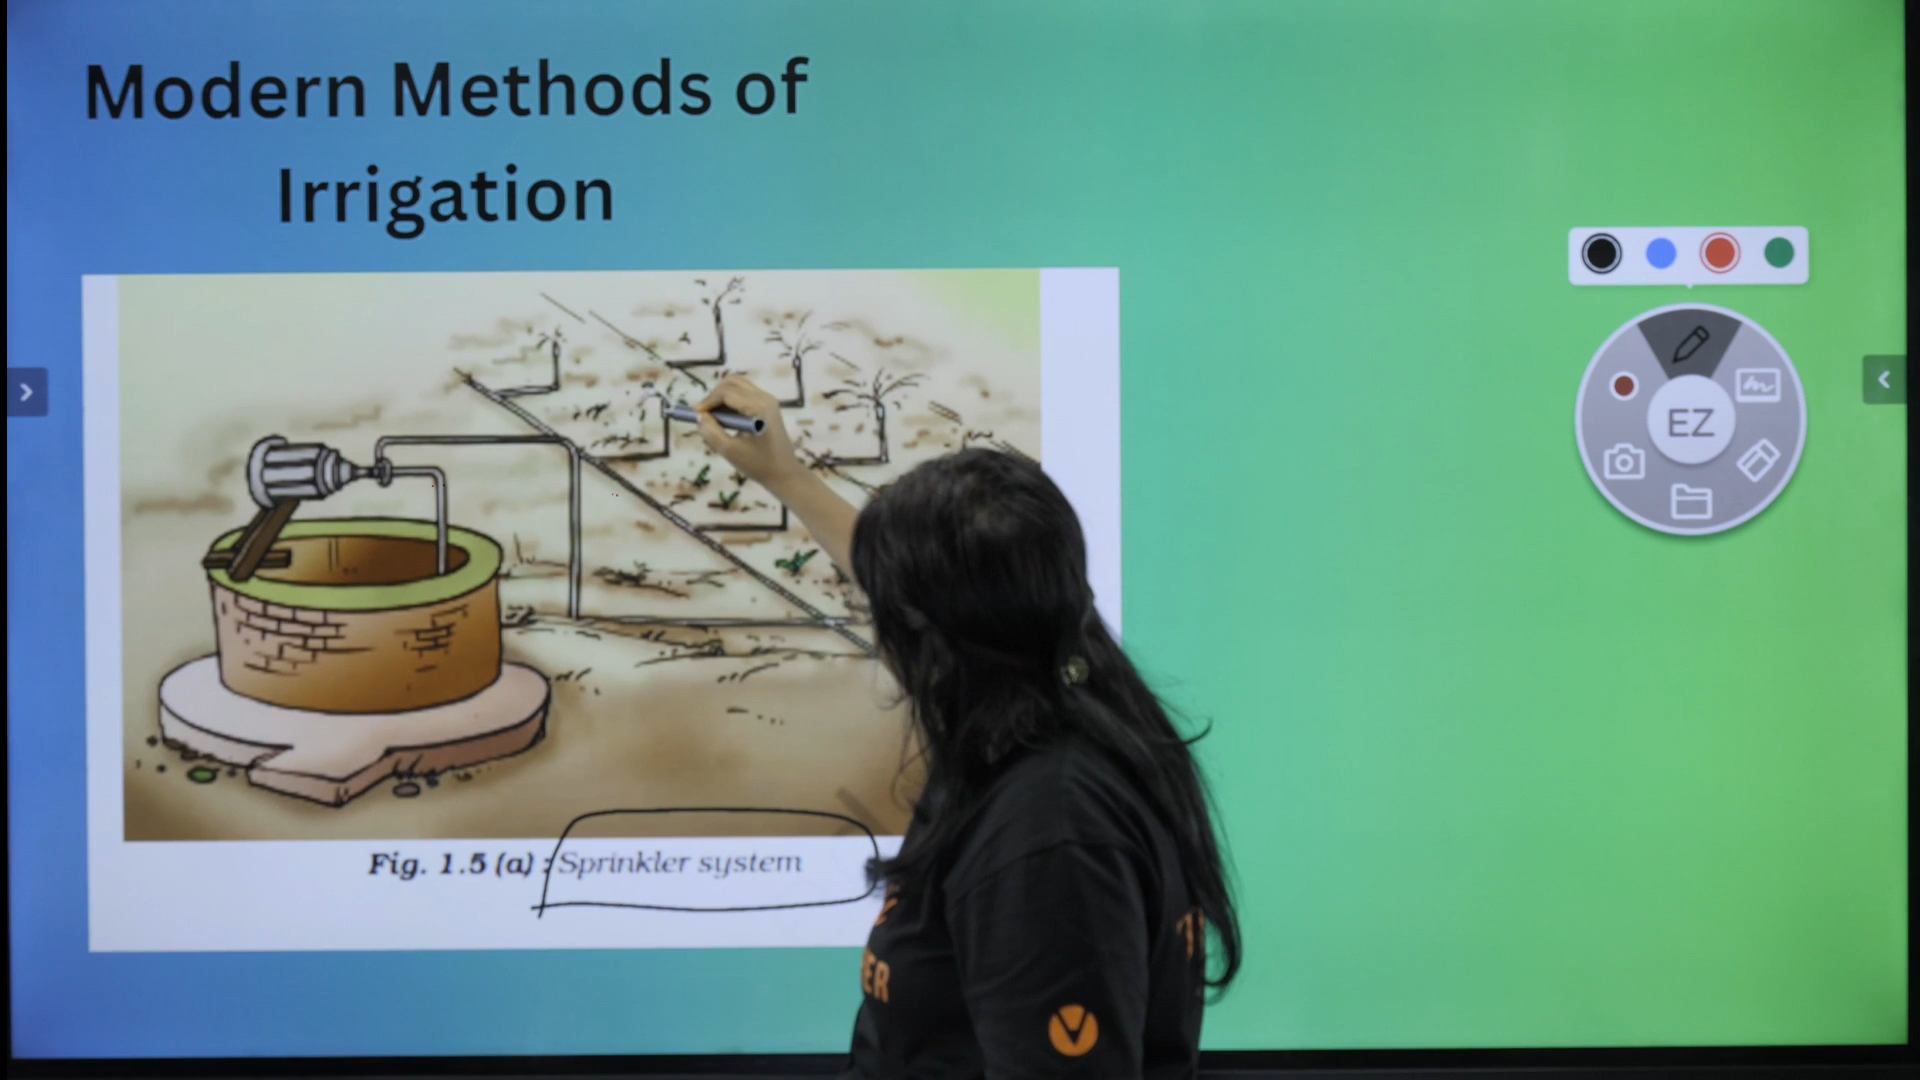 Modern Methods of
Irrigation
EZ
Fig. 1.5 (a) : Sprinkler system